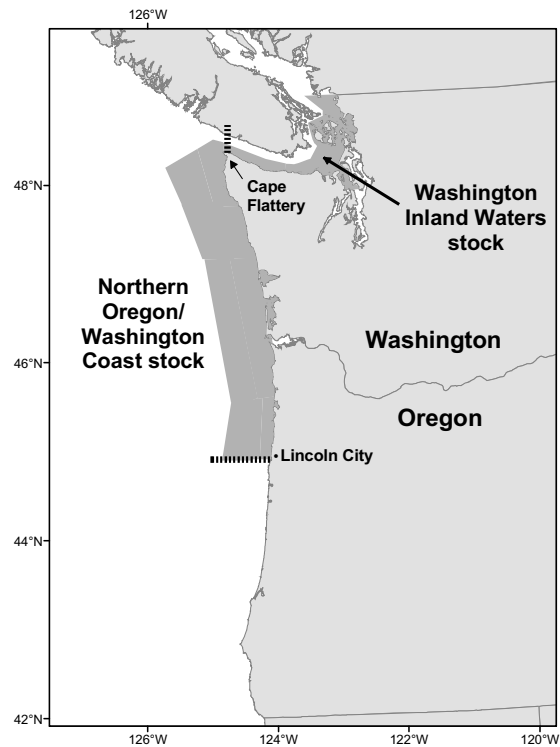 126°W
48°N
Cape
Flattery
Washington
Inland Waters
stock
Northern
Oregon/
Washington
Coast stock
Washington
46°N
Oregon
Lincoln City
44°N
42°N
126°W
124°W
122°W
120°W